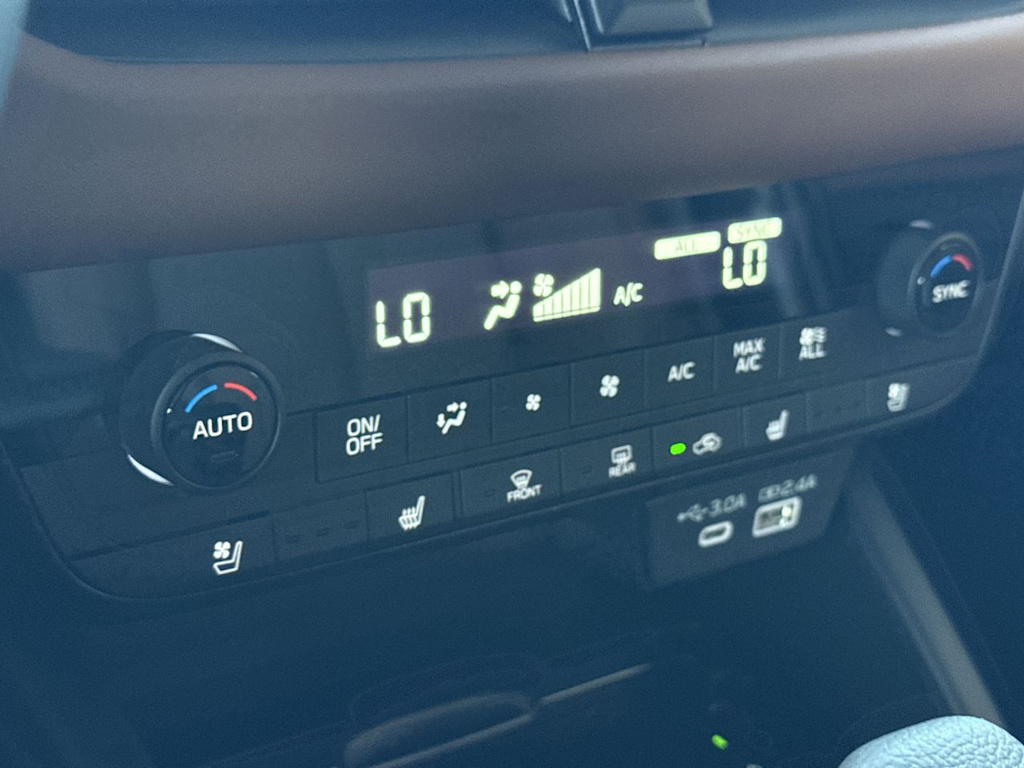 LO A/C ALL SYNC LO
AUTO
SYNC
ON/OFF
A/C
MAX A/C
ALL
FRONT
REAR
3.0A
2.4A